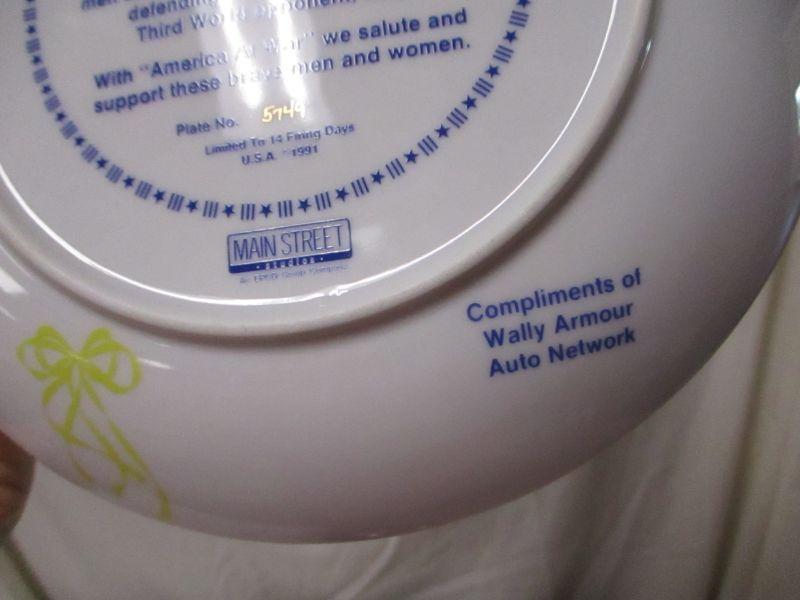 defending
Third World opponent,
With "America At War" we salute and
support these brave men and women.
Plate No. 5749
Limited To 14 Firing Days
U.S.A. ©1991
MAIN STREET
studios
Compliments of
Wally Armour
Auto Network